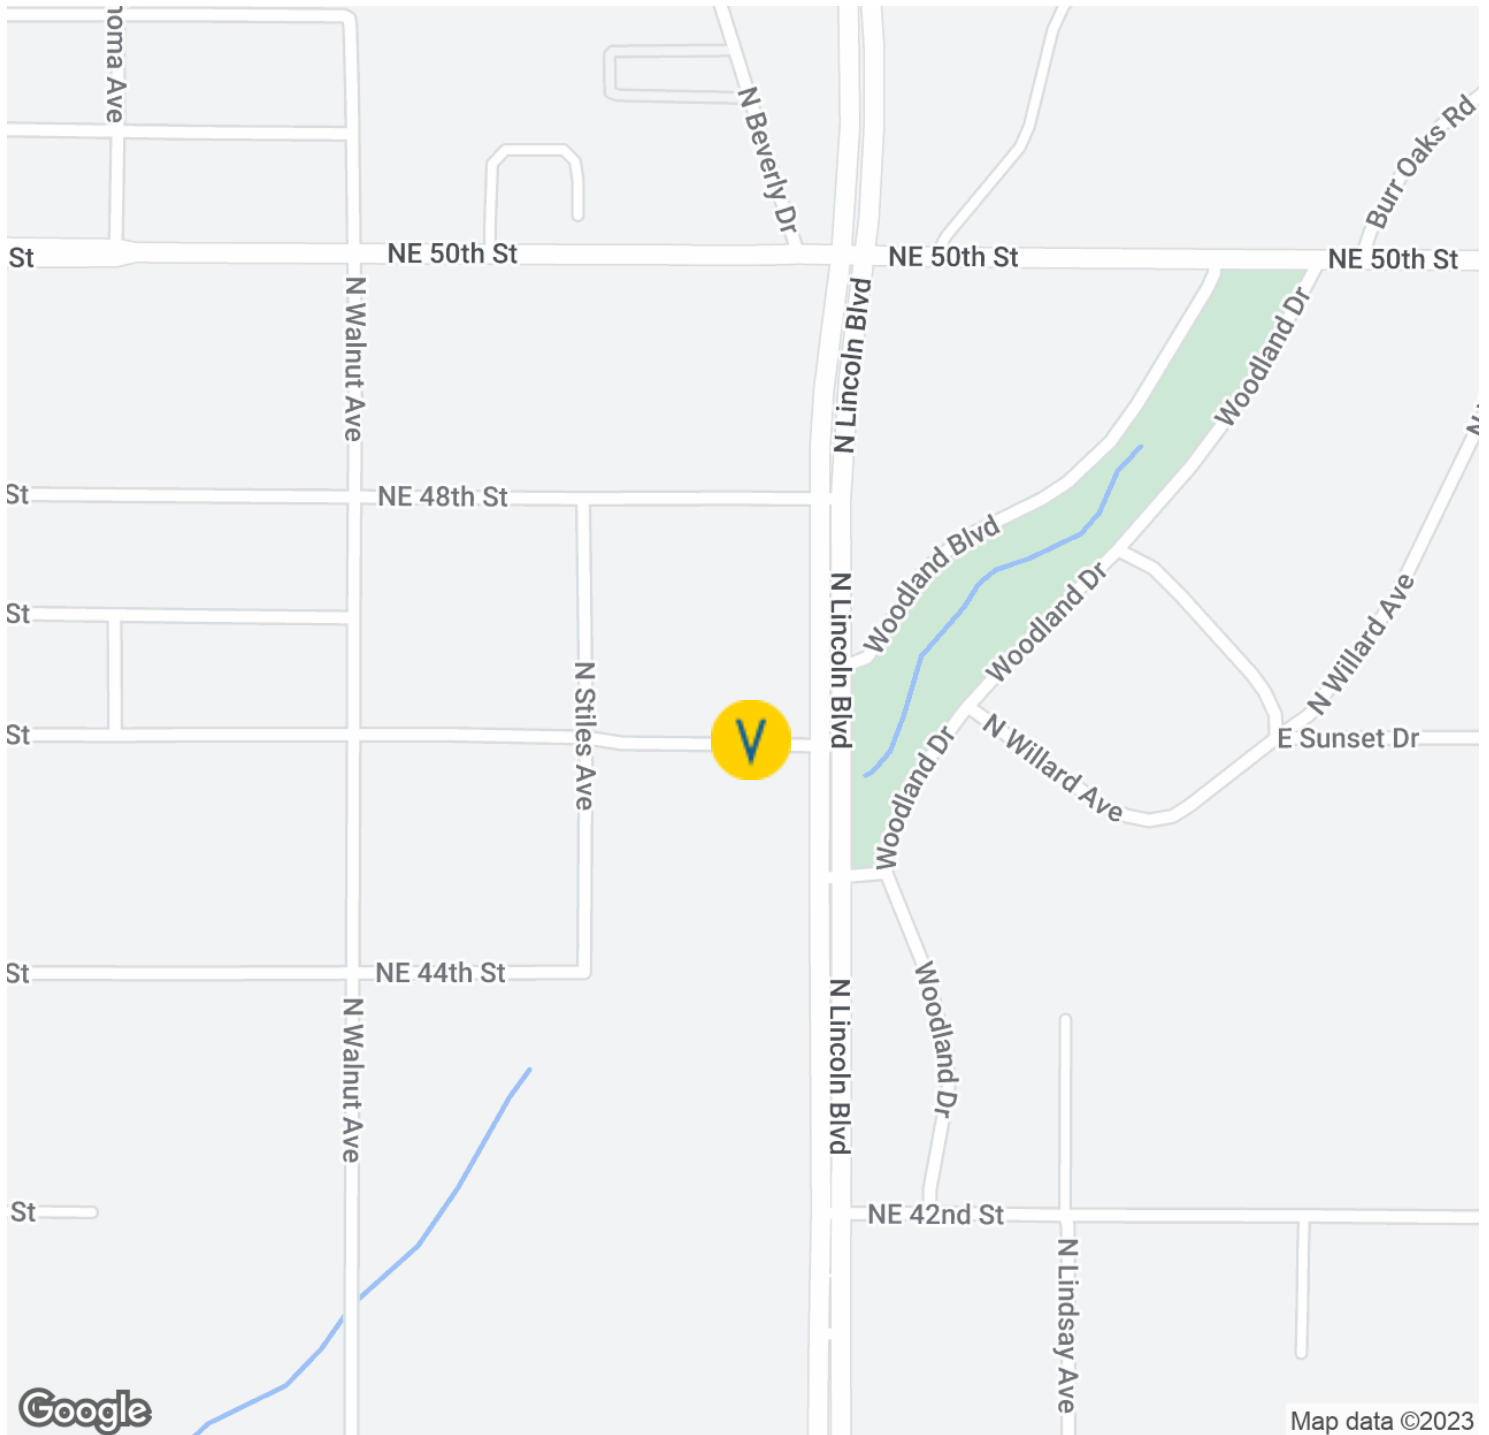 noma Ave
N Beverly Dr
Burr Oaks Rd
St
NE 50th St
NE 50th St
NE 50th St
N Walnut Ave
N Lincoln Blvd
Woodland Dr
St
NE 48th St
Woodland Blvd
N Lincoln Blvd
Woodland Dr
N Willard Ave
St
N Stiles Ave
St
V
Woodland Dr
N Willard Ave
E Sunset Dr
St
NE 44th St
N Walnut Ave
N Lincoln Blvd
Woodland Dr
St
NE 42nd St
N Lindsay Ave
Google
Map data ©2023